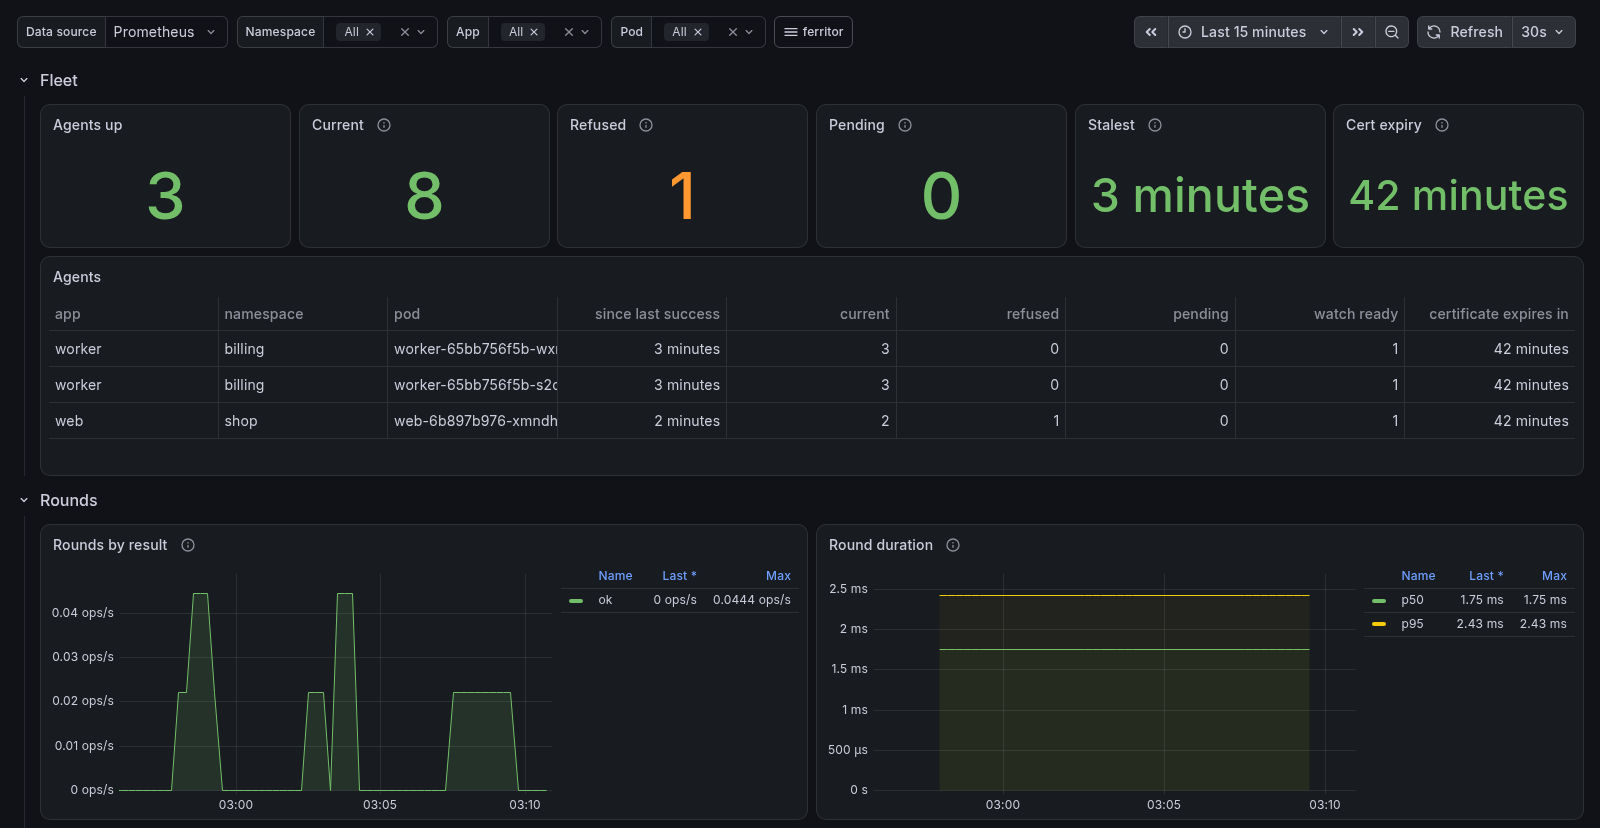 Data source Prometheus Namespace All App All Pod All ferritor Last 15 minutes Refresh 30s
Fleet
Agents up Current Refused Pending Stalest Cert expiry
3 8 1 0 3 minutes 42 minutes
Agents
app namespace pod since last success current refused pending watch ready certificate expires in
worker billing 3 minutes 3 0 0 1 42 minutes
worker billing 3 minutes 3 0 0 1 42 minutes
web shop web-6b897b976-xmndh 2 minutes 2 1 0 1 42 minutes
Rounds
Rounds by result
Name Last * Max
ok 0 ops/s 0.0444 ops/s
0.04 ops/s
0.03 ops/s
0.02 ops/s
0.01 ops/s
0 ops/s
03:00 03:05 03:10
Round duration
Name Last * Max
p50 1.75 ms 1.75 ms
p95 2.43 ms 2.43 ms
2.5 ms
2 ms
1.5 ms
1 ms
500 µs
0 s
03:00 03:05 03:10